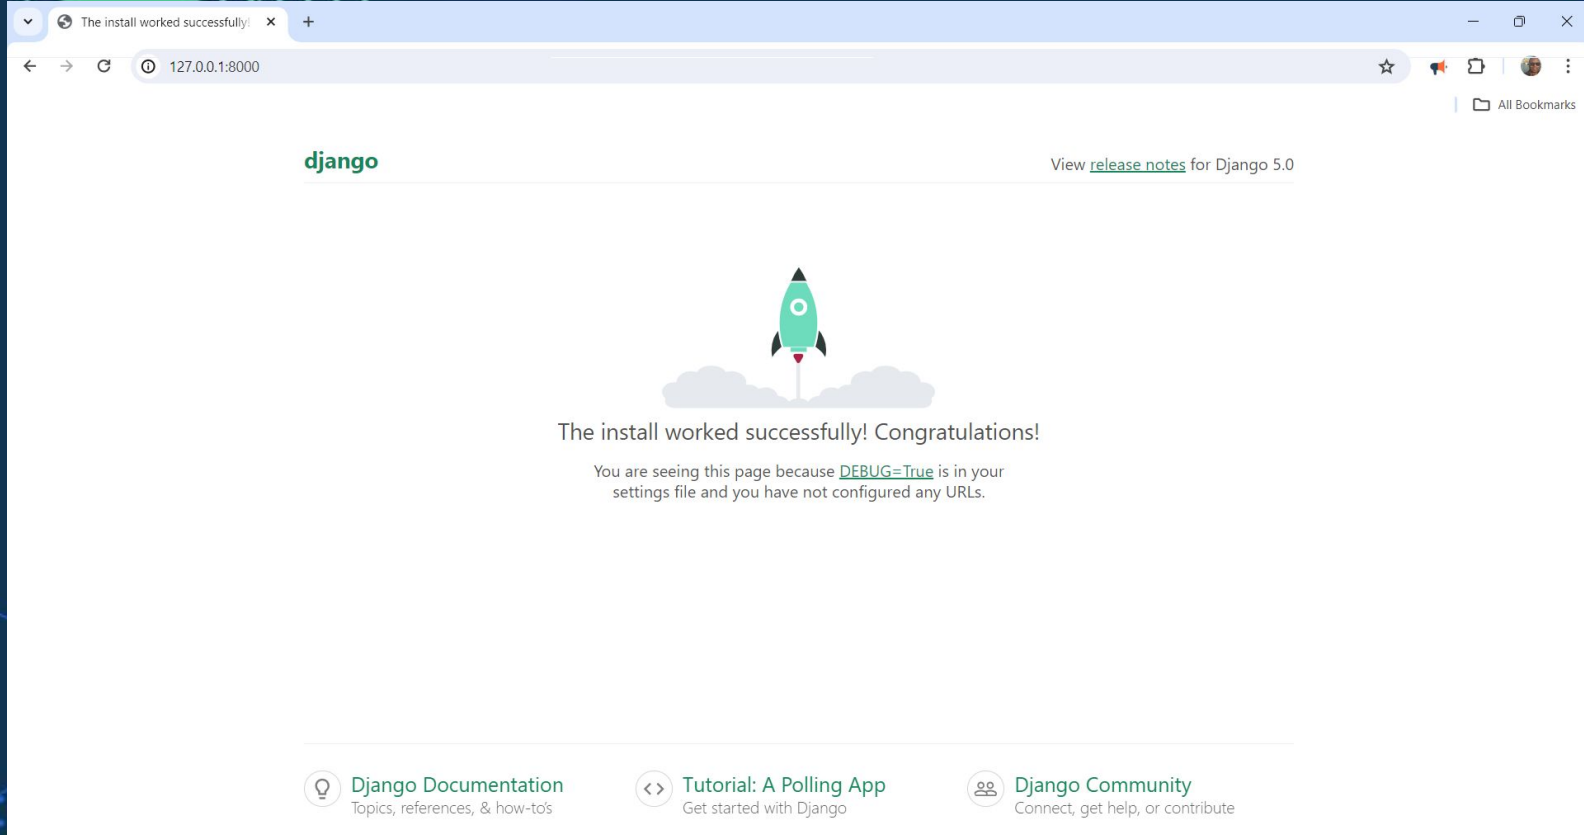 The install worked successfully!
127.0.0.1:8000
All Bookmarks
django
View release notes for Django 5.0
The install worked successfully! Congratulations!
You are seeing this page because DEBUG=True is in your
settings file and you have not configured any URLs.
Django Documentation
Topics, references, & how-to's
Tutorial: A Polling App
Get started with Django
Django Community
Connect, get help, or contribute